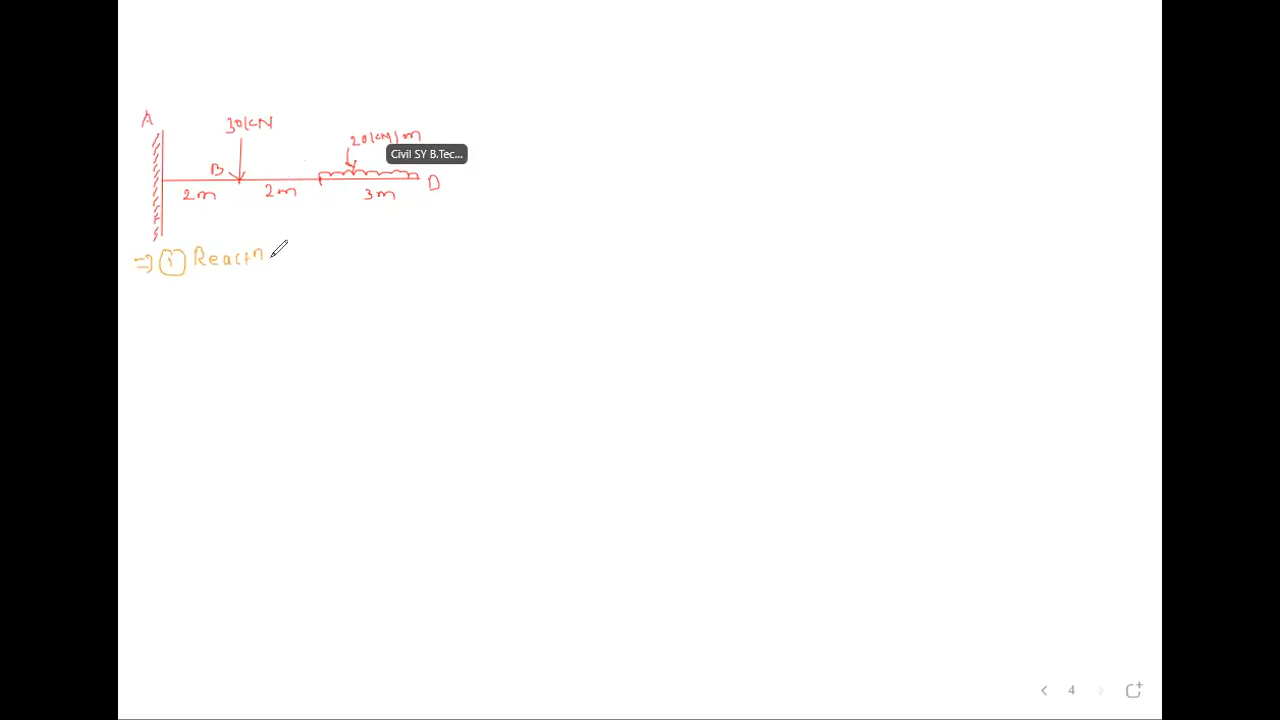 A
30kN
20kN/m
Civil SY B.Tec...
B
D
2m
2m
3m
⇒ (i) Reactn
4